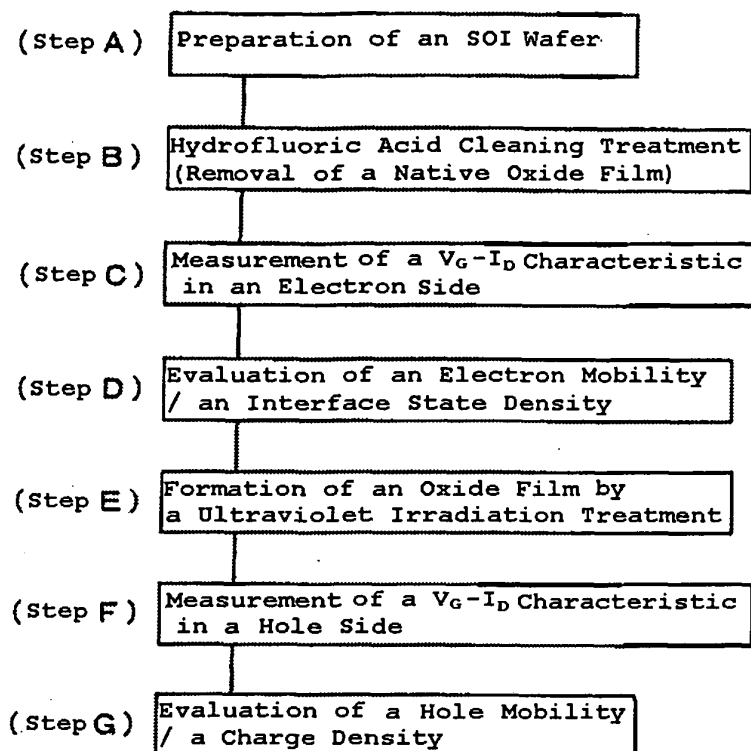 (Step A) Preparation of an SOI Wafer
(Step B) Hydrofluoric Acid Cleaning Treatment
(Removal of a Native Oxide Film)
(Step C) Measurement of a VG-ID Characteristic
in an Electron Side
(Step D) Evaluation of an Electron Mobility
/ an Interface State Density
(Step E) Formation of an Oxide Film by
a Ultraviolet Irradiation Treatment
(Step F) Measurement of a VG-ID Characteristic
in a Hole Side
(Step G) Evaluation of a Hole Mobility
/ a Charge Density